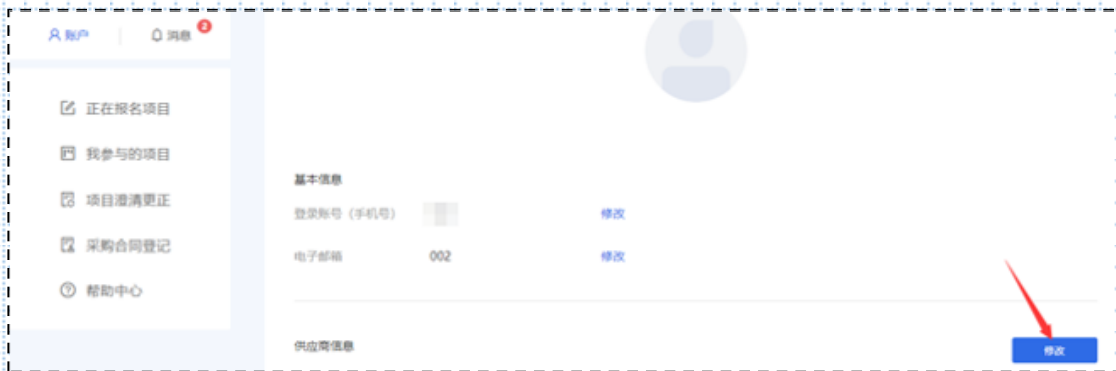 账户 消息 2
正在报名项目
我参与的项目
项目澄清更正
采购合同登记
帮助中心
基本信息
登录账号（手机号） 修改
电子邮箱 002 修改
供应商信息 修改